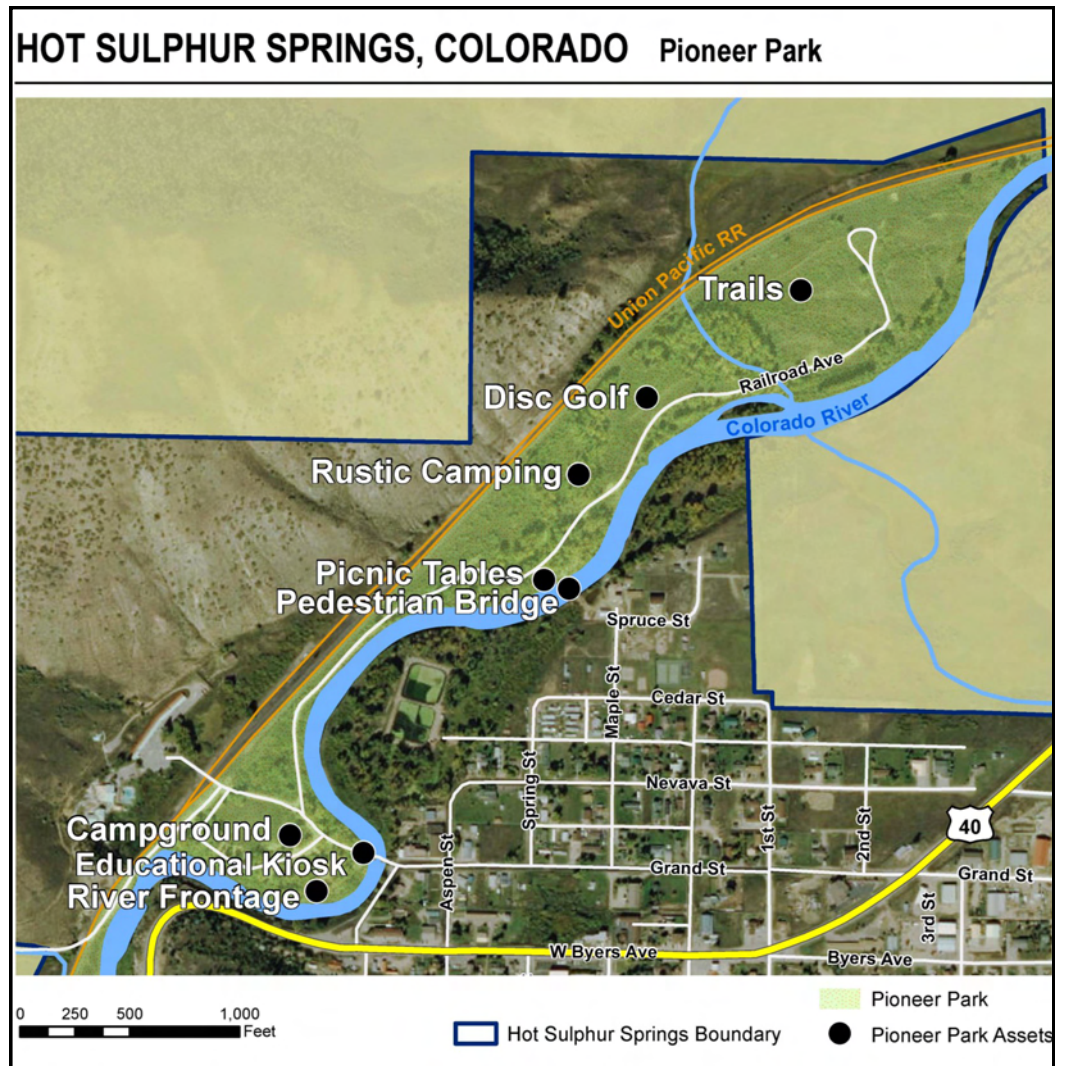 HOT SULPHUR SPRINGS, COLORADO Pioneer Park
Union Pacific RR
Trails
Railroad Ave
Disc Golf
Colorado River
Rustic Camping
Picnic Tables
Pedestrian Bridge
Spruce St
Cedar St
Maple St
Spring St
Nevava St
1st St
2nd St
40
Campground
Educational Kiosk
River Frontage
Aspen St
Grand St
Grand St
3rd St
W Byers Ave
Byers Ave
0 250 500 1,000
Feet
Hot Sulphur Springs Boundary
Pioneer Park
Pioneer Park Assets